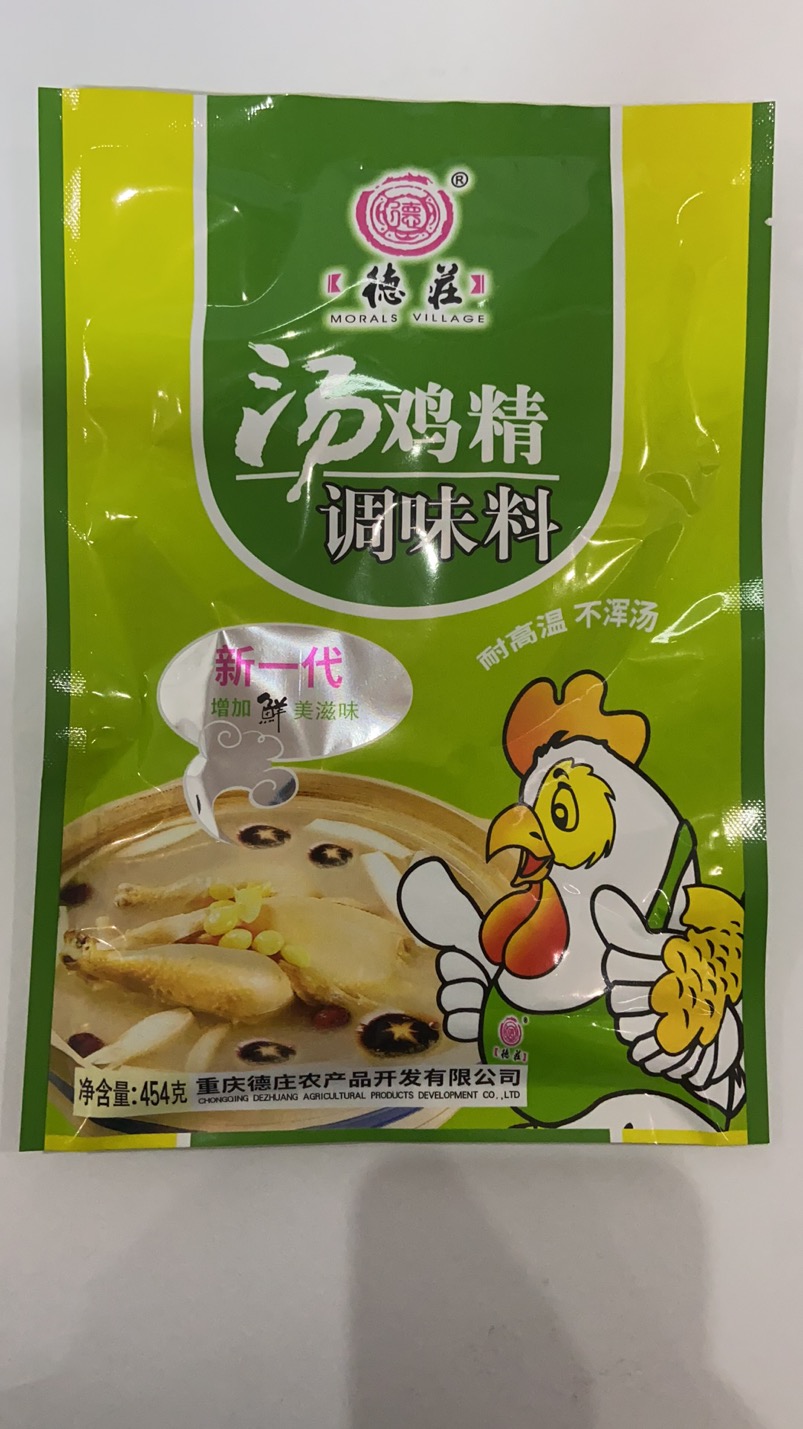 德
®
【德莊】
MORALS VILLAGE
汤鸡精
调味料
耐高温 不浑汤
新一代
增加鲜美滋味
德莊
净含量:454克 重庆德庄农产品开发有限公司
CHONGQING DEZHUANG AGRICULTURAL PRODUCTS DEVELOPMENT CO.,LTD